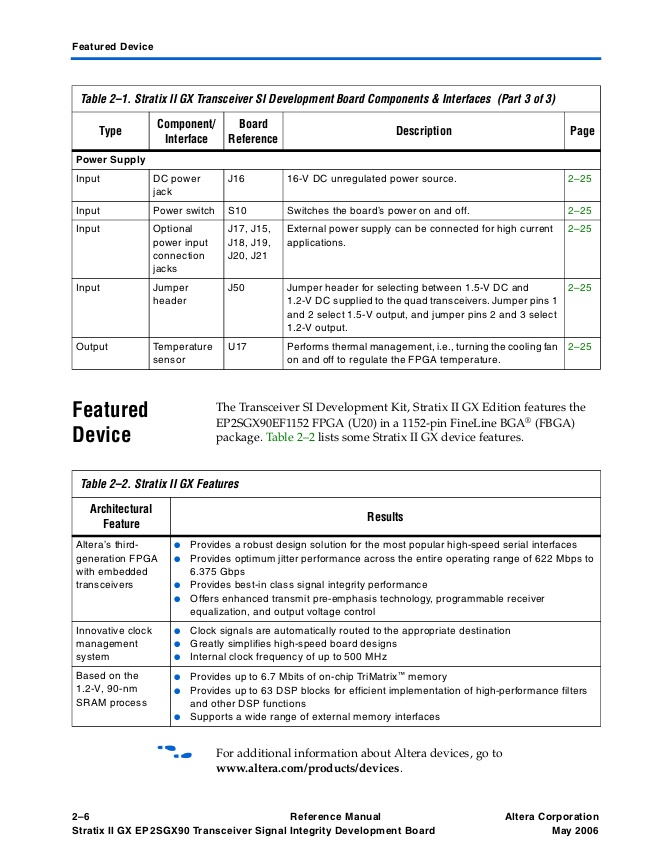 Featured Device
Table 2–1. Stratix II GX Transceiver SI Development Board Components & Interfaces (Part 3 of 3)
Type
Component/
Interface
Board
Reference
Description
Page
Power Supply
Input
DC power
jack
J16
16-V DC unregulated power source.
2–25
Input
Power switch
S10
Switches the board's power on and off.
2–25
Input
Optional
power input
connection
jacks
J17, J15,
J18, J19,
J20, J21
External power supply can be connected for high current
applications.
2–25
Input
Jumper
header
J50
Jumper header for selecting between 1.5-V DC and
1.2-V DC supplied to the quad transceivers. Jumper pins 1
and 2 select 1.5-V output, and jumper pins 2 and 3 select
1.2-V output.
2–25
Output
Temperature
sensor
U17
Performs thermal management, i.e., turning the cooling fan
on and off to regulate the FPGA temperature.
2–25
Featured
Device
The Transceiver SI Development Kit, Stratix II GX Edition features the
EP2SGX90EF1152 FPGA (U20) in a 1152-pin FineLine BGA® (FBGA)
package. Table 2–2 lists some Stratix II GX device features.
Table 2–2. Stratix II GX Features
Architectural
Feature
Results
Altera's third-
generation FPGA
with embedded
transceivers
● Provides a robust design solution for the most popular high-speed serial interfaces
● Provides optimum jitter performance across the entire operating range of 622 Mbps to
6.375 Gbps
● Provides best-in class signal integrity performance
● Offers enhanced transmit pre-emphasis technology, programmable receiver
equalization, and output voltage control
Innovative clock
management
system
● Clock signals are automatically routed to the appropriate destination
● Greatly simplifies high-speed board designs
● Internal clock frequency of up to 500 MHz
Based on the
1.2-V, 90-nm
SRAM process
● Provides up to 6.7 Mbits of on-chip TriMatrix™ memory
● Provides up to 63 DSP blocks for efficient implementation of high-performance filters
and other DSP functions
● Supports a wide range of external memory interfaces
For additional information about Altera devices, go to
www.altera.com/products/devices.
2–6
Reference Manual
Altera Corporation
Stratix II GX EP2SGX90 Transceiver Signal Integrity Development Board
May 2006